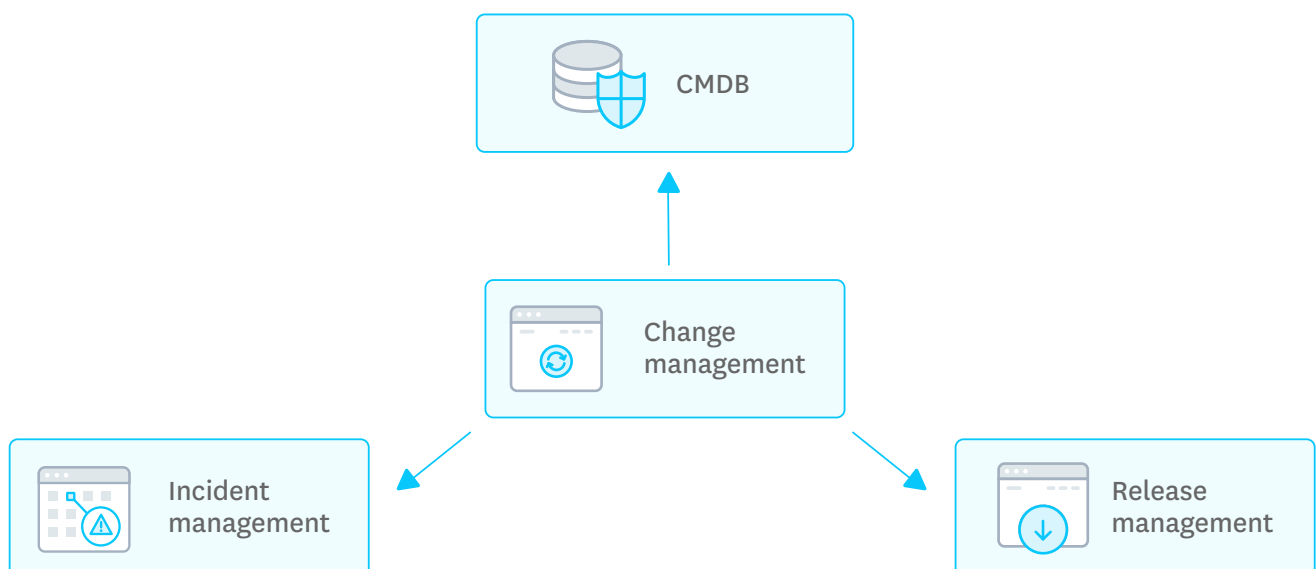 CMDB
Change
management
Incident
management
Release
management